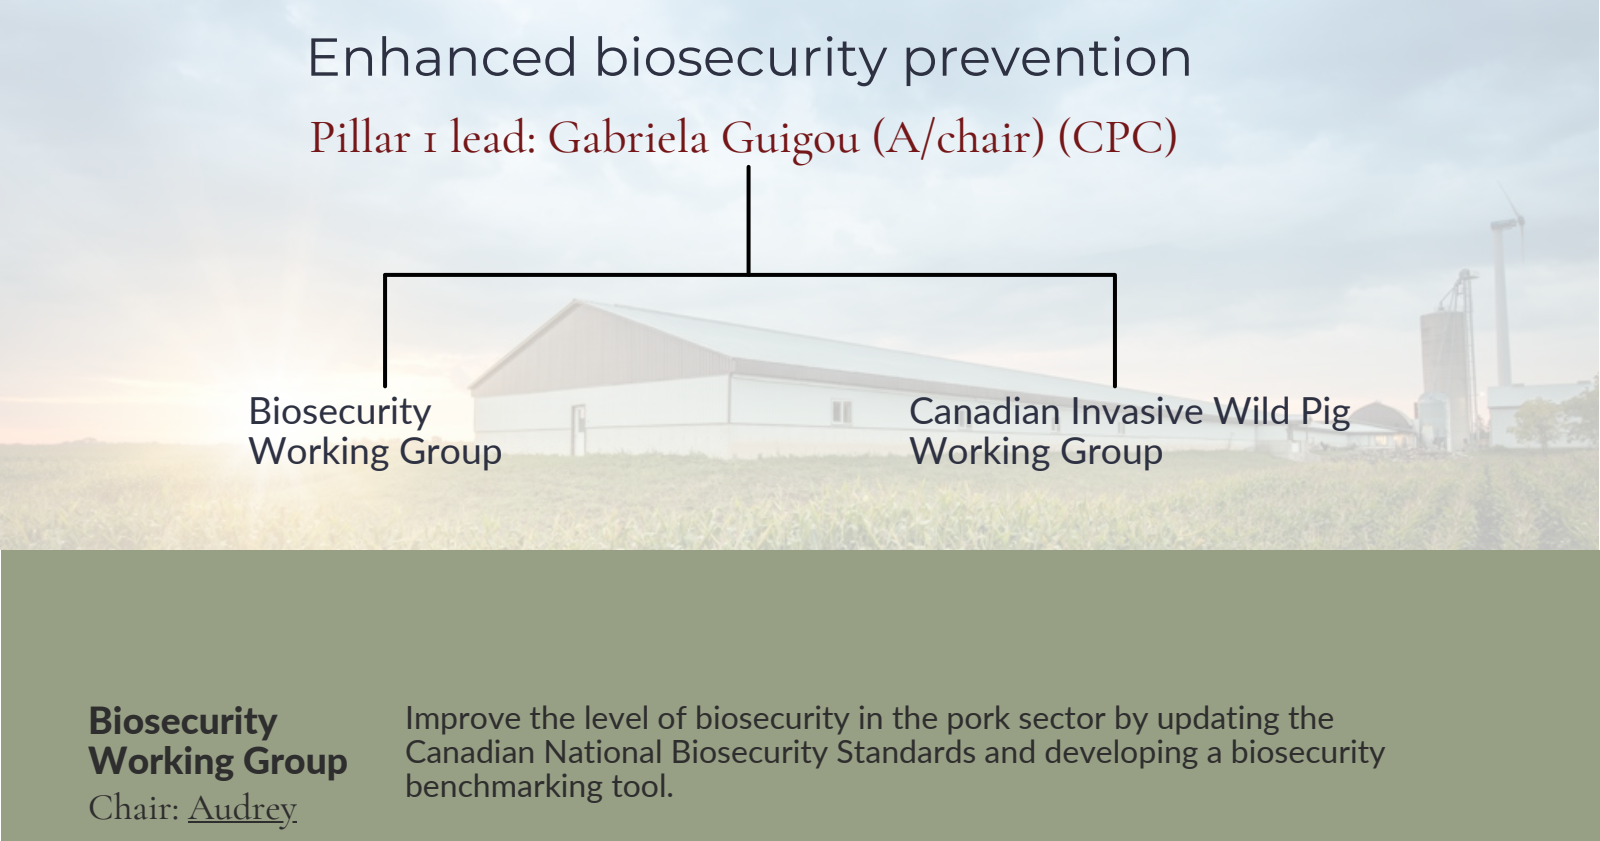 Enhanced biosecurity prevention
Pillar 1 lead: Gabriela Guigou (A/chair) (CPC)
Biosecurity
Working Group
Canadian Invasive Wild Pig
Working Group
Biosecurity
Working Group
Chair: Audrey
Improve the level of biosecurity in the pork sector by updating the
Canadian National Biosecurity Standards and developing a biosecurity
benchmarking tool.